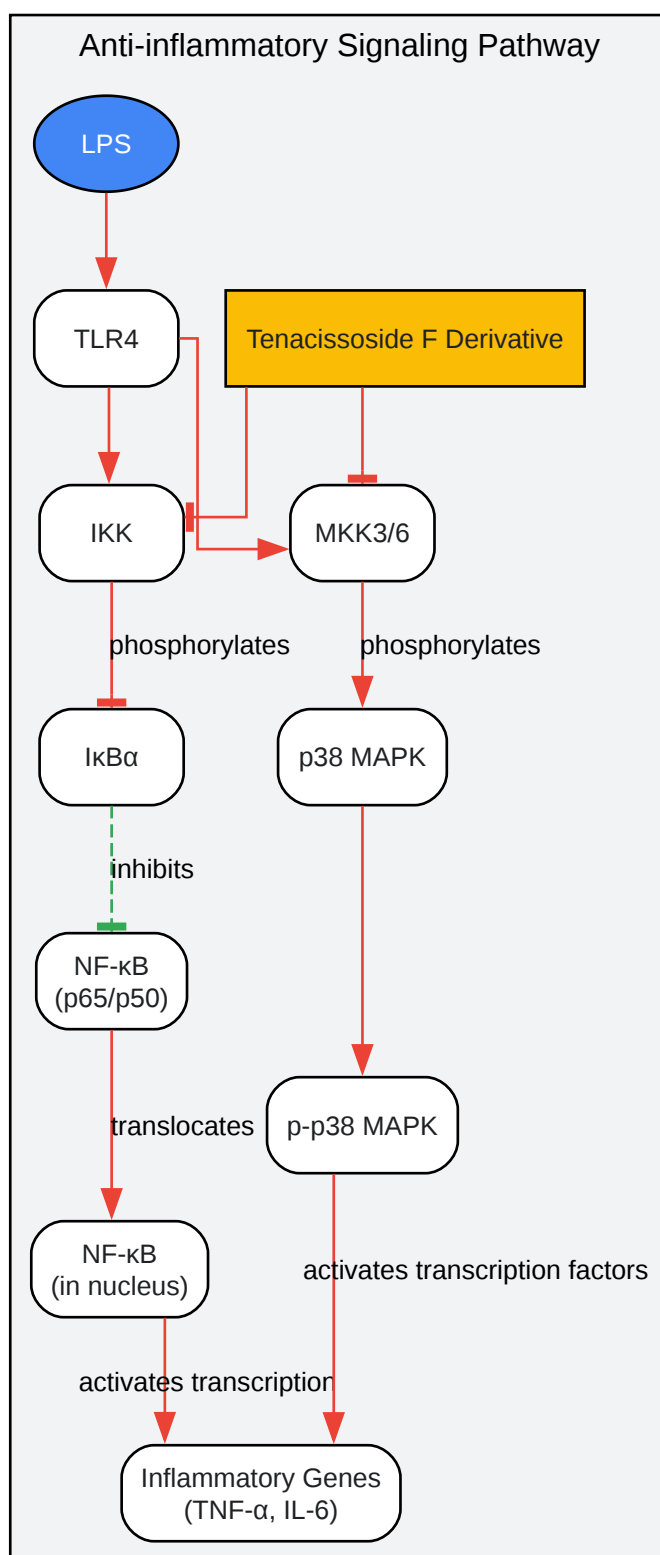 Anti-inflammatory Signaling Pathway
LPS
TLR4
Tenacissoside F Derivative
IKK
MKK3/6
phosphorylates
phosphorylates
IκBα
p38 MAPK
inhibits
NF-κB
(p65/p50)
translocates
p-p38 MAPK
NF-κB
(in nucleus)
activates transcription factors
activates transcription
Inflammatory Genes
(TNF-α, IL-6)